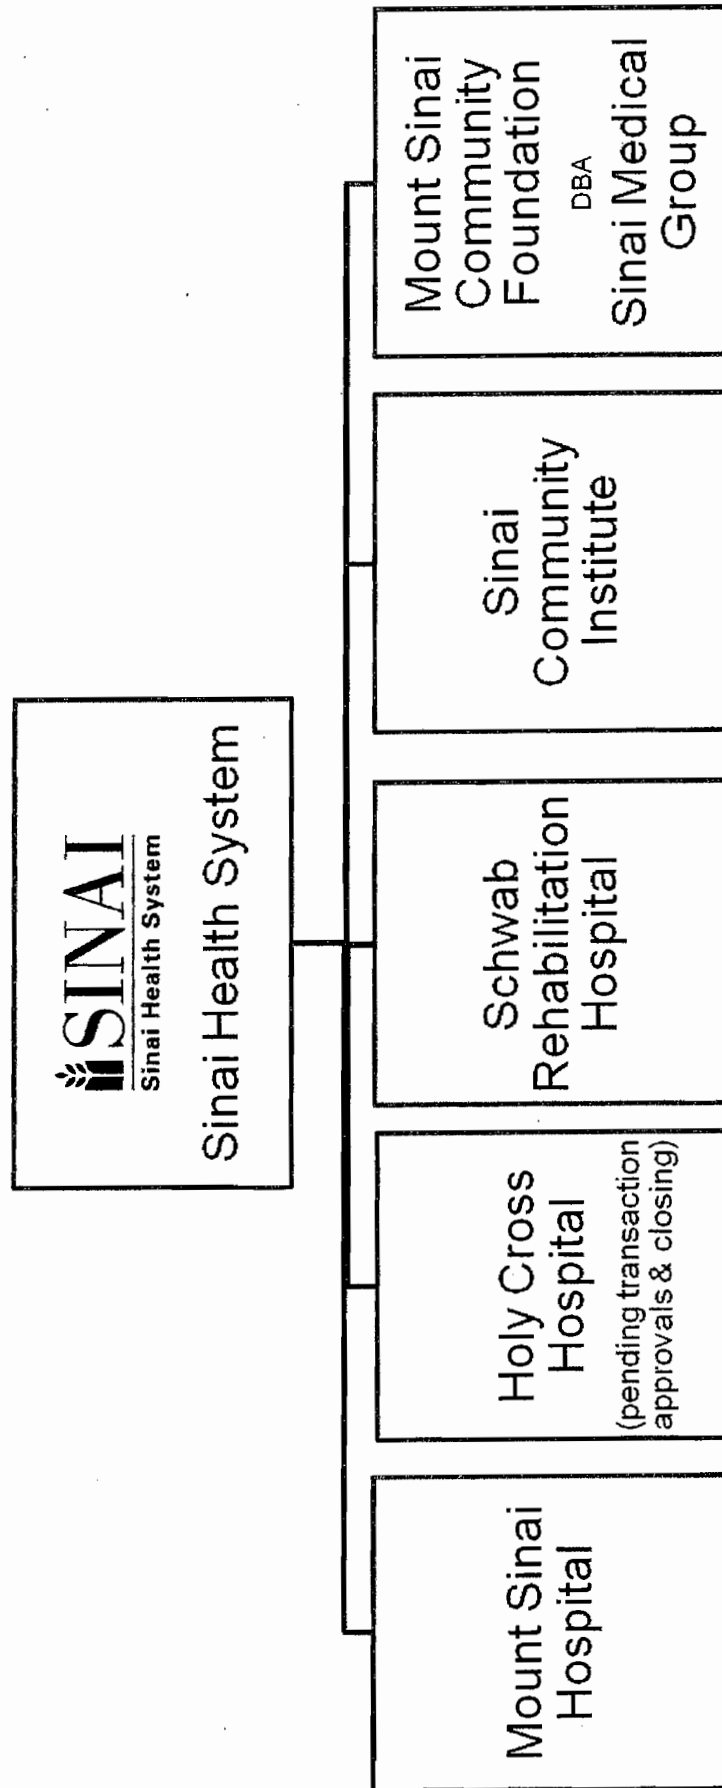 SINAI
Sinai Health System
Sinai Health System
Mount Sinai
Hospital
Holy Cross
Hospital
(pending transaction
approvals & closing)
Schwab
Rehabilitation
Hospital
Sinai
Community
Institute
Mount Sinai
Community
Foundation
DBA
Sinai Medical
Group